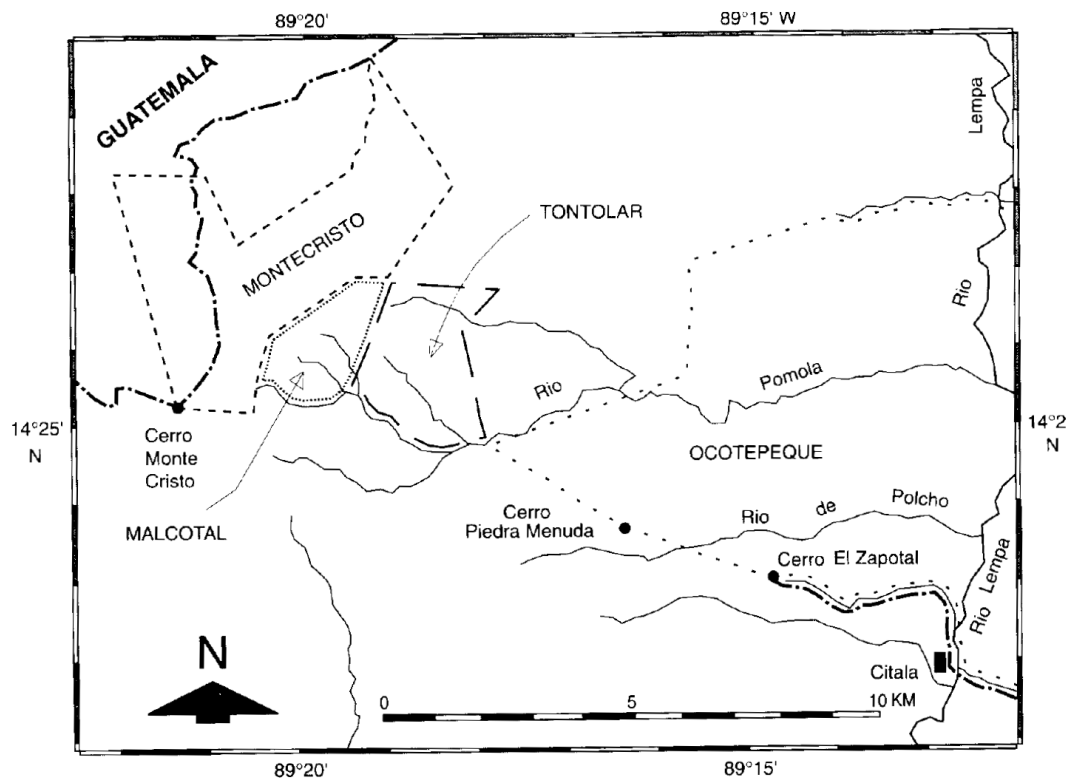 89°20'
89°15' W
GUATEMALA
Lempa
TONTOLAR
MONTECRISTO
Rio
Rio
Pomola
14°25'
N
14°2
N
Cerro
Monte
Cristo
OCOTEPEQUE
MALCOTAL
Cerro
Piedra Menuda
Rio
de
Polcho
Cerro El Zapotal
Rio Lempa
N
Citala
0
5
10 KM
89°20'
89°15'